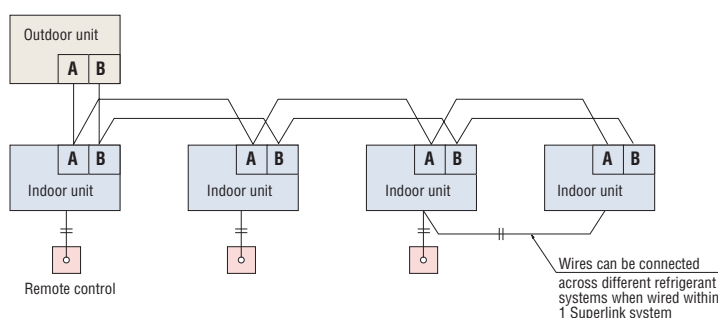 Outdoor unit
A B
A B
A B
A B
A B
Indoor unit
Indoor unit
Indoor unit
Indoor unit
Remote control
Wires can be connected
across different refrigerant
systems when wired within
1 Superlink system